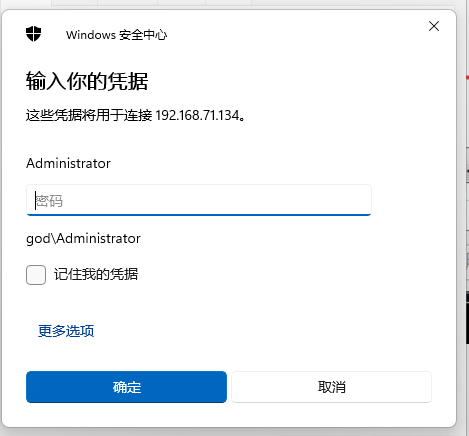 Windows 安全中心
输入你的凭据
这些凭据将用于连接 192.168.71.134。
Administrator
密码
god\Administrator
记住我的凭据
更多选项
确定
取消